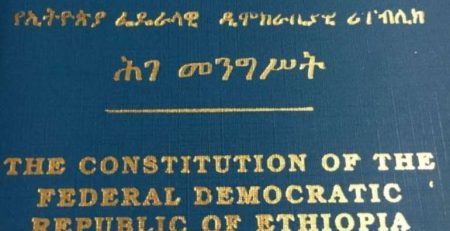 የኢትዮጵያ ፌዴራላዊ ዲሞክራሲያዊ ሪፐብሊክ
ሕገ መንግሥት
THE CONSTITUTION OF THE
FEDERAL DEMOCRATIC
REPUBLIC OF ETHIOPIA